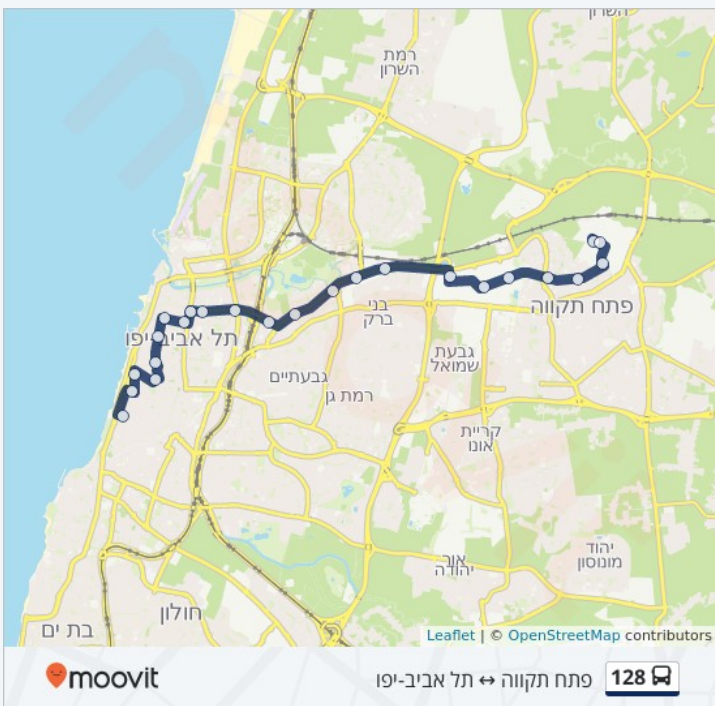 השרון
רמת
השרון
פתח תקווה
בני
ברק
תל אביב-יפו
גבעת
שמואל
גבעתיים
רמת גן
קריית
אונו
יהוד
מונוסון
אור
יהודה
חולון
בת ים
Leaflet | © OpenStreetMap contributors
moovit
128 פתח תקווה ↔ תל אביב-יפו